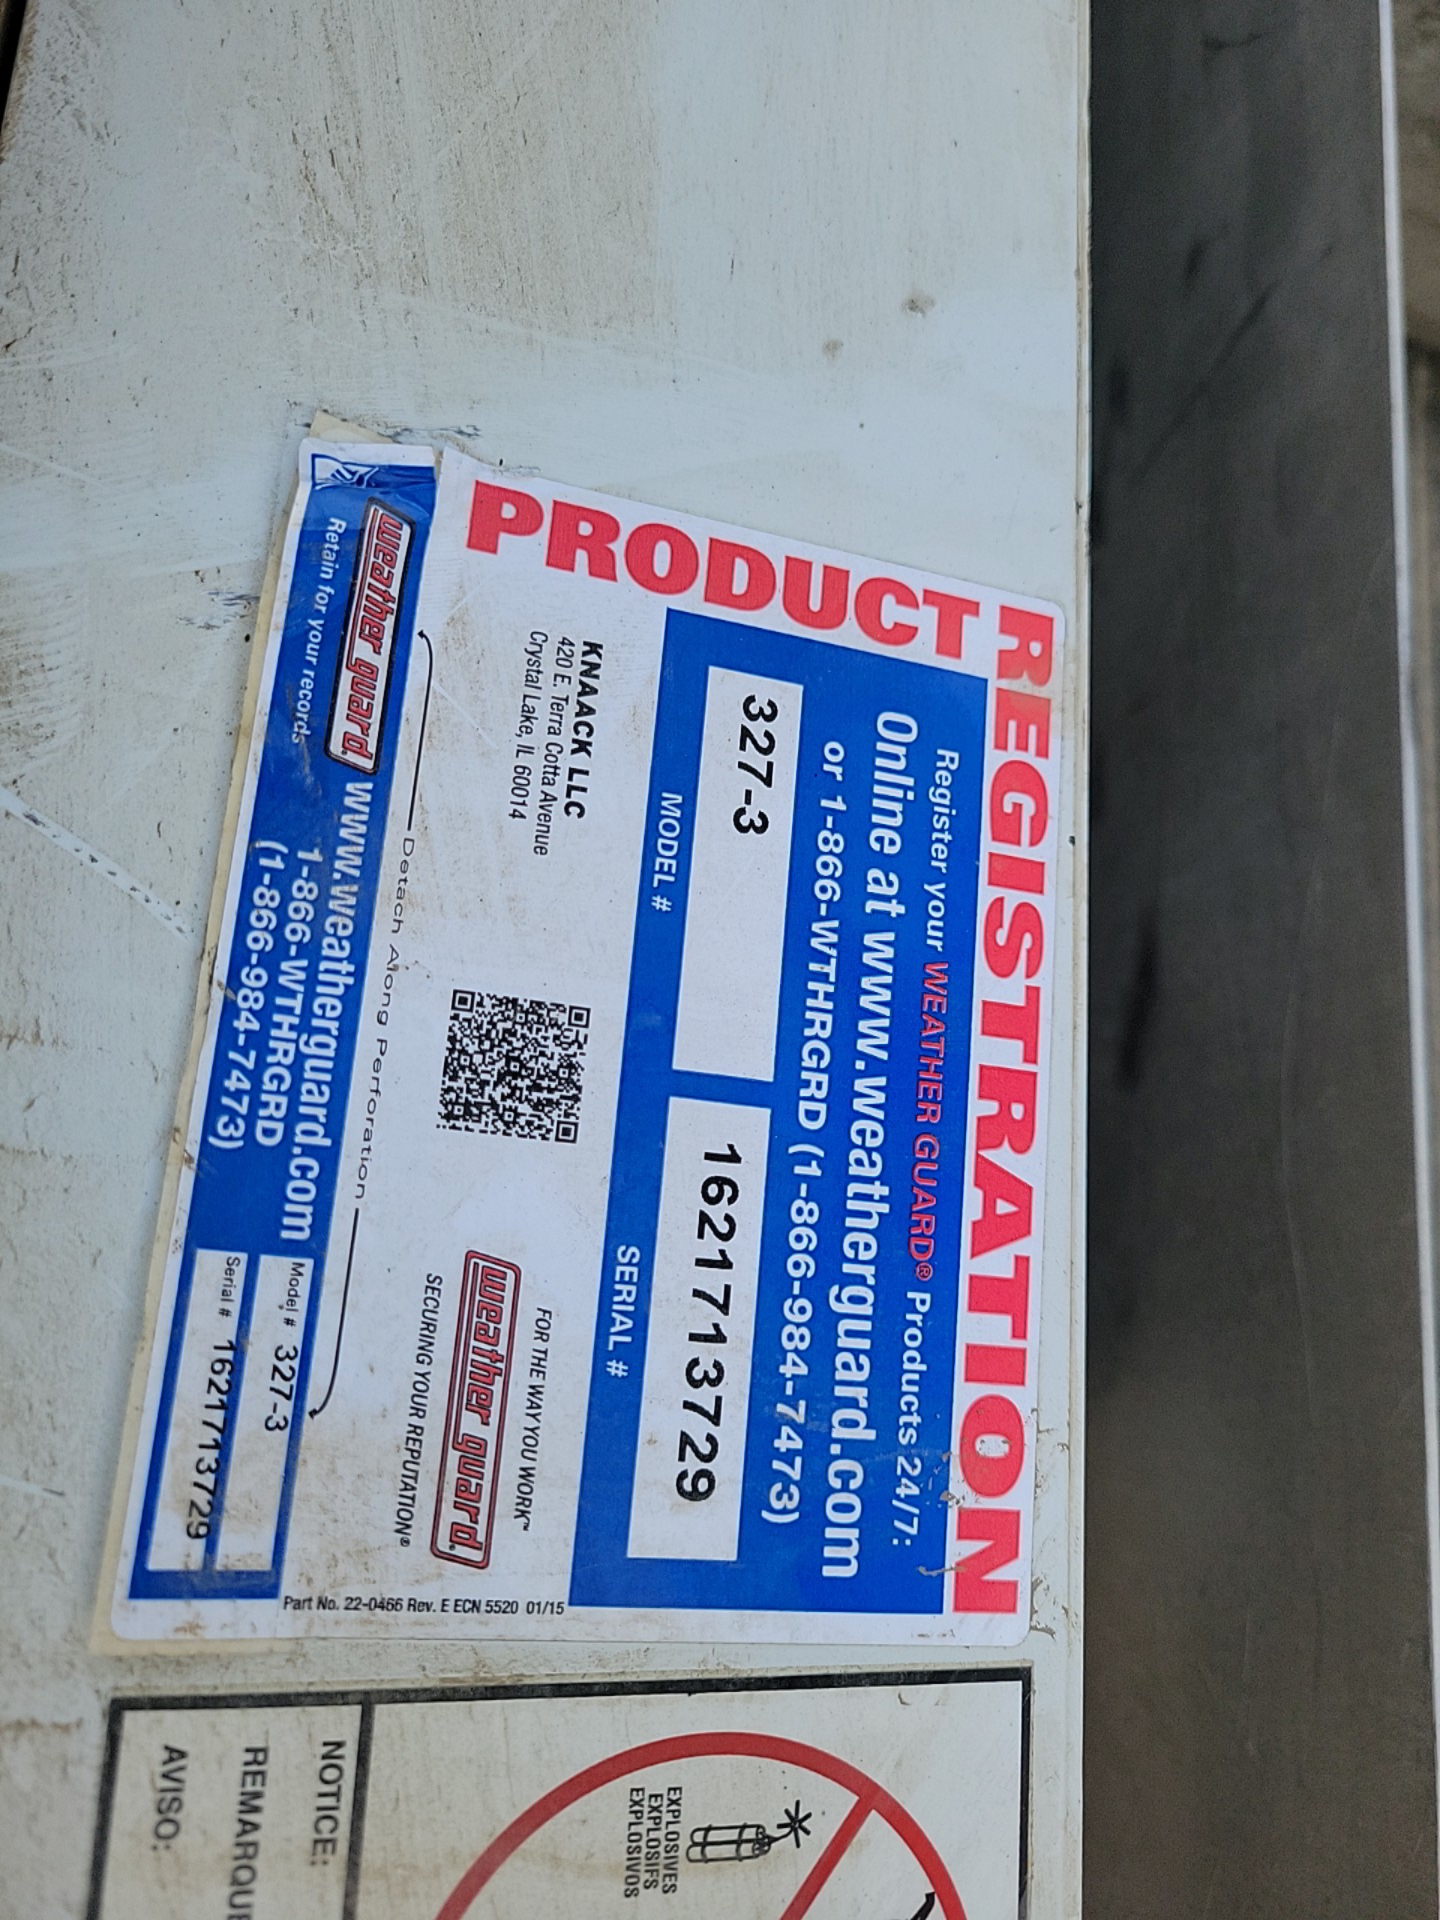 PRODUCT REGISTRATION
Register your WEATHER GUARD® Products 24/7:
Online at www.weatherguard.com
or 1-866-WTHRGRD (1-866-984-7473)
327-3
1621713729
MODEL #
SERIAL #
KNAACK LLC
420 E. Terra Cotta Avenue
Crystal Lake, IL 60014
FOR THE WAY YOU WORK™
weather guard®
SECURING YOUR REPUTATION®
Detach Along Perforation
Part No. 22-0466 Rev. E ECN 5520 01/15
weather guard®
Retain for your records
www.weatherguard.com
1-866-WTHRGRD
(1-866-984-7473)
Model # 327-3
Serial # 1621713729
EXPLOSIVES
EXPLOSIFS
EXPLOSIVOS
NOTICE:
REMARQUE
AVISO: